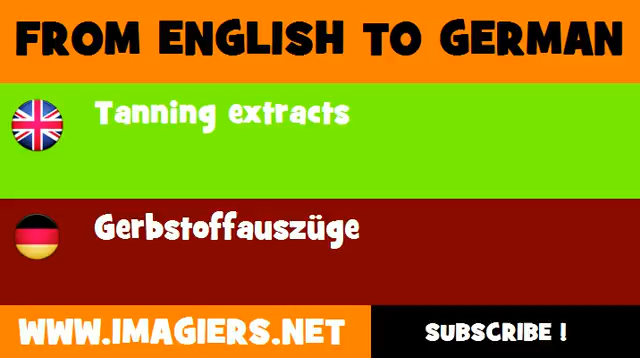 FROM ENGLISH TO GERMAN
Tanning extracts
Gerbstoffauszüge
WWW.IMAGIERS.NET
SUBSCRIBE !